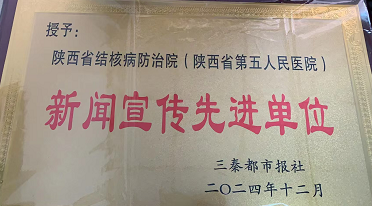 授予：
陕西省结核病防治院（陕西省第五人民医院）
新闻宣传先进单位
三秦都市报社
二〇二四年十二月